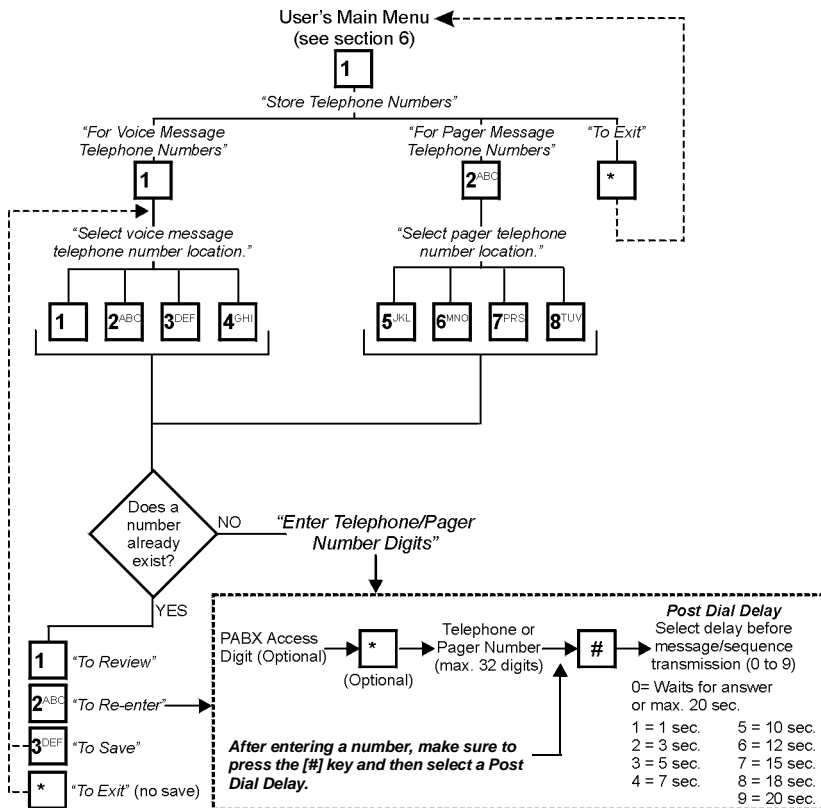 User's Main Menu
(see section 6)
1
"Store Telephone Numbers"
"For Voice Message
Telephone Numbers"
"For Pager Message
Telephone Numbers"
"To Exit"
1
2ABC
*
"Select voice message
telephone number location."
"Select pager telephone
number location."
1
2ABC
3DEF
4GHI
5JKL
6MNO
7PRS
8TUV
Does a
number
already
exist?
NO
"Enter Telephone/Pager
Number Digits"
YES
1 "To Review"
2ABC "To Re-enter"
3DEF "To Save"
* "To Exit" (no save)
PABX Access
Digit (Optional)
*
(Optional)
Telephone or
Pager Number
(max. 32 digits)
#
Post Dial Delay
Select delay before
message/sequence
transmission (0 to 9)
0= Waits for answer
or max. 20 sec.
1 = 1 sec.
2 = 3 sec.
3 = 5 sec.
4 = 7 sec.
5 = 10 sec.
6 = 12 sec.
7 = 15 sec.
8 = 18 sec.
9 = 20 sec.
After entering a number, make sure to
press the [#] key and then select a Post
Dial Delay.